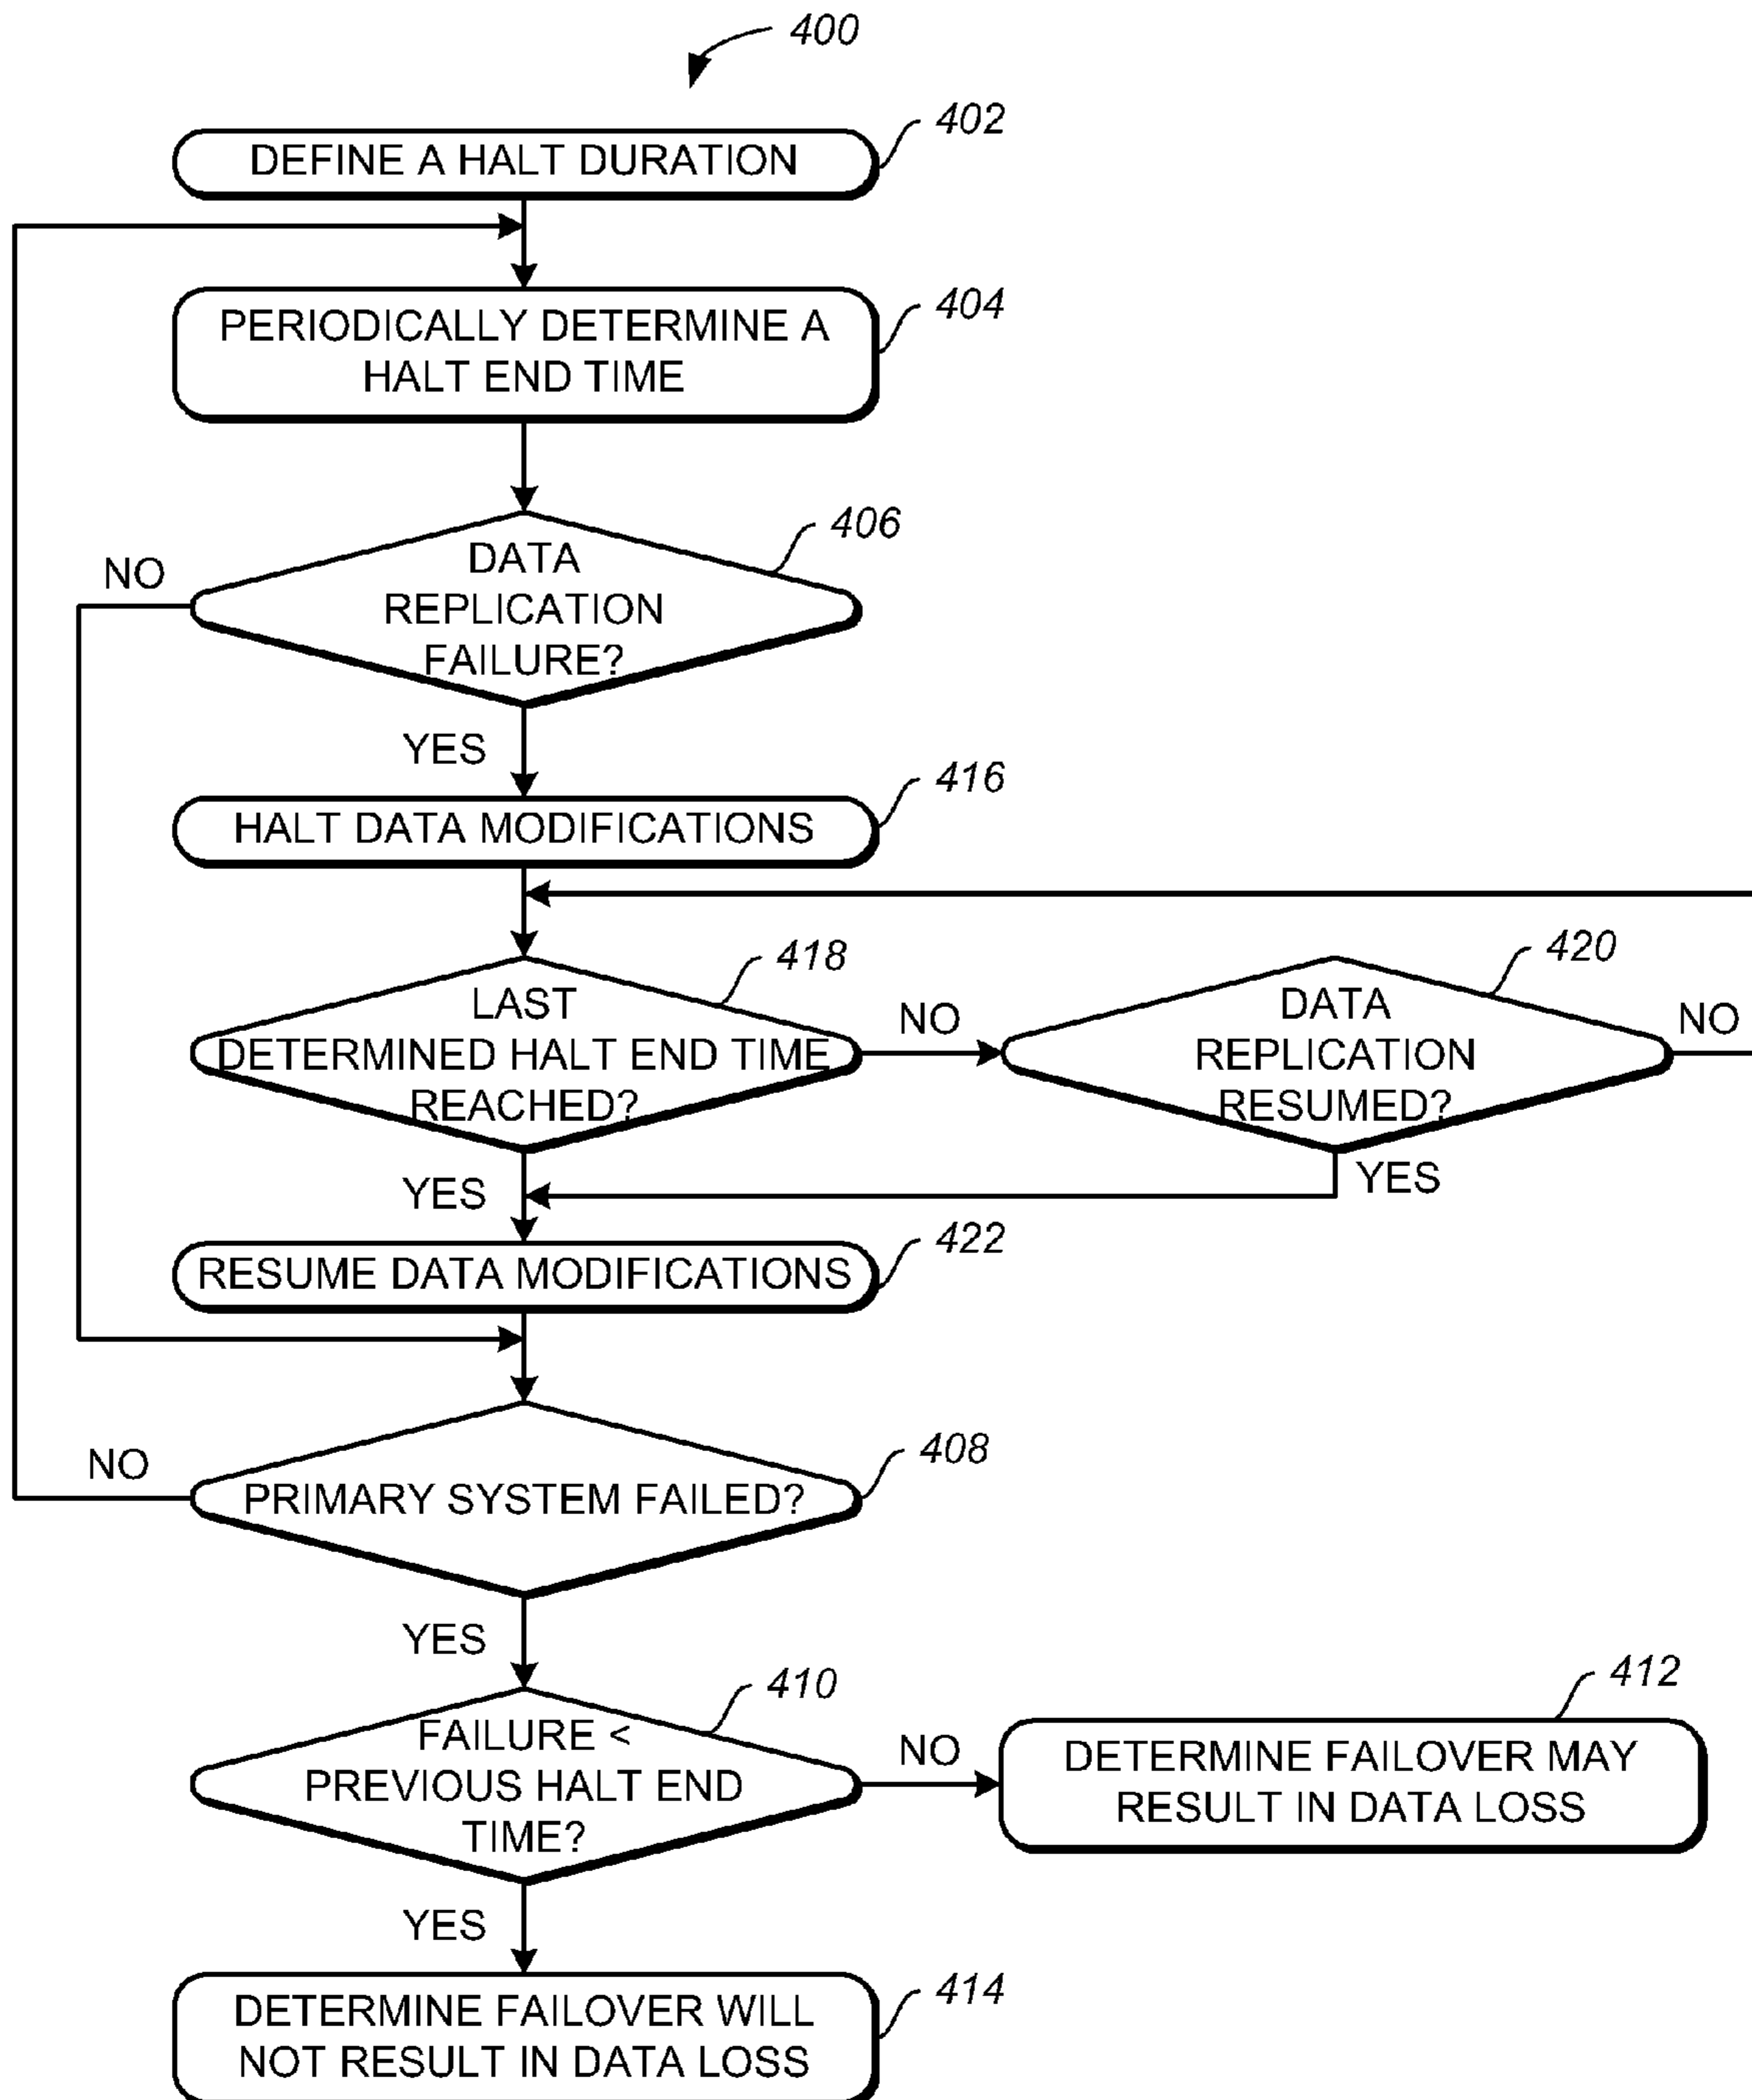 400
402
DEFINE A HALT DURATION
404
PERIODICALLY DETERMINE A
HALT END TIME
406
NO
DATA
REPLICATION
FAILURE?
YES
416
HALT DATA MODIFICATIONS
418
LAST
DETERMINED HALT END TIME
REACHED?
NO
420
DATA
REPLICATION
RESUMED?
NO
YES
YES
422
RESUME DATA MODIFICATIONS
408
NO
PRIMARY SYSTEM FAILED?
YES
410
FAILURE <
PREVIOUS HALT END
TIME?
NO
412
DETERMINE FAILOVER MAY
RESULT IN DATA LOSS
YES
414
DETERMINE FAILOVER WILL
NOT RESULT IN DATA LOSS